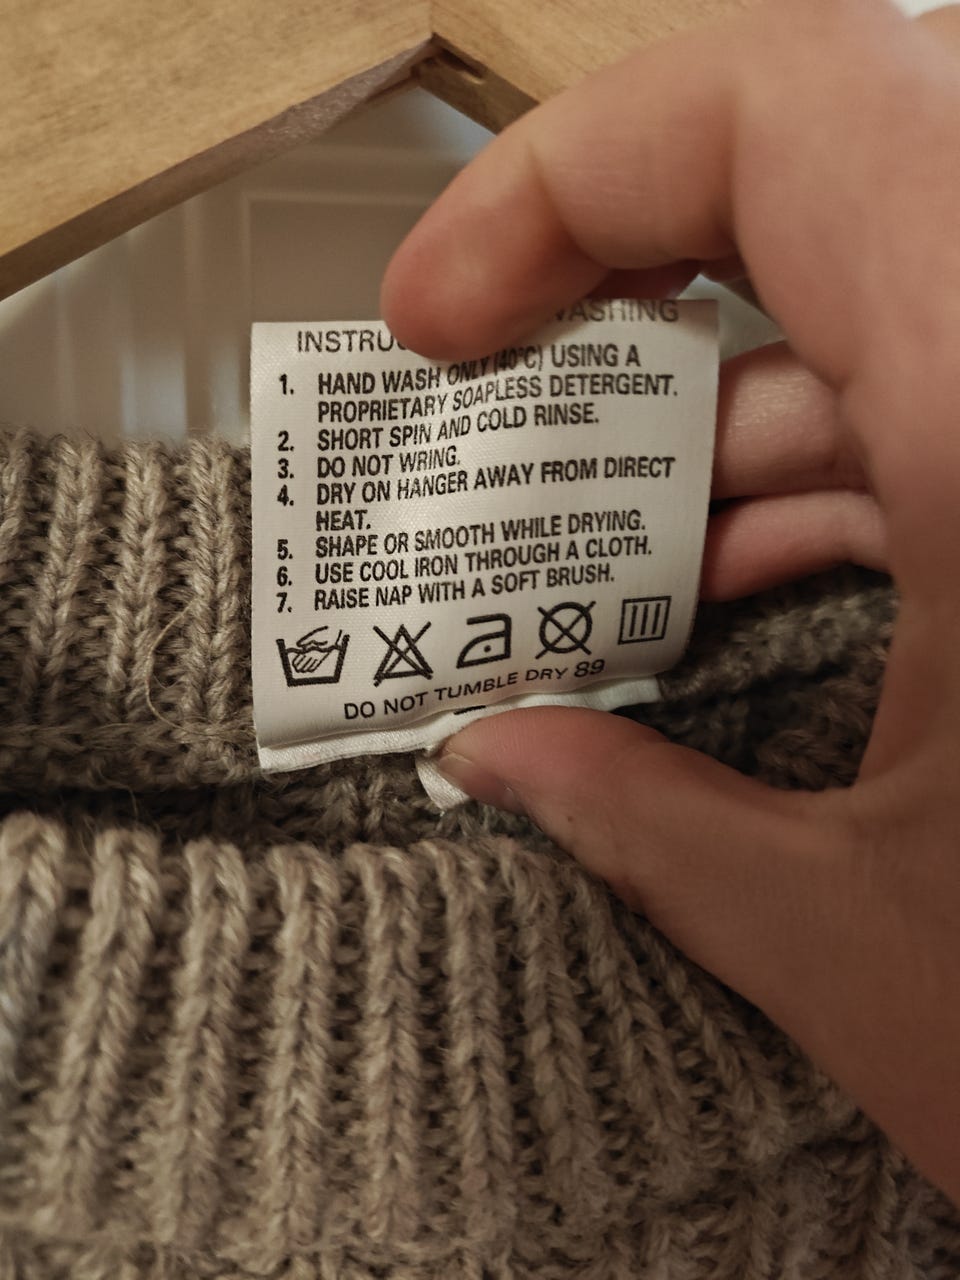 INSTRU WASHING
1. HAND WASH ONLY (40°C) USING A
PROPRIETARY SOAPLESS DETERGENT.
2. SHORT SPIN AND COLD RINSE.
3. DO NOT WRING.
4. DRY ON HANGER AWAY FROM DIRECT
HEAT.
5. SHAPE OR SMOOTH WHILE DRYING.
6. USE COOL IRON THROUGH A CLOTH.
7. RAISE NAP WITH A SOFT BRUSH.
DO NOT TUMBLE DRY 89